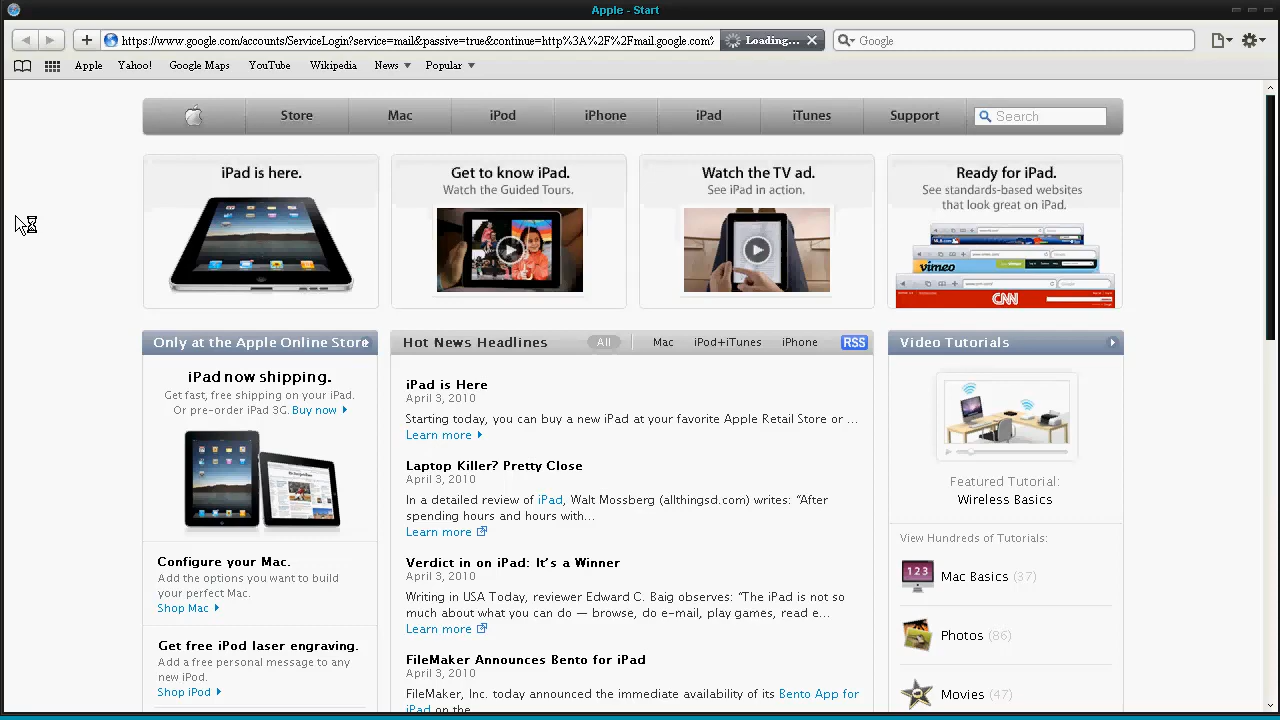 Apple - Start
https://www.google.com/accounts/ServiceLogin?service=mail&passive=true&continue=http%3A%2F%2Fmail.google.com%
Loading...
Google
Apple Yahoo! Google Maps YouTube Wikipedia News Popular
Store Mac iPod iPhone iPad iTunes Support Search
iPad is here.
Get to know iPad.
Watch the Guided Tours.
Watch the TV ad.
See iPad in action.
Ready for iPad.
See standards-based websites
that look great on iPad.
vimeo
CNN
Only at the Apple Online Store
iPad now shipping.
Get fast, free shipping on your iPad.
Or pre-order iPad 3G. Buy now
Configure your Mac.
Add the options you want to build
your perfect Mac.
Shop Mac
Get free iPod laser engraving.
Add a free personal message to any
new iPod.
Shop iPod
Hot News Headlines All Mac iPod+iTunes iPhone RSS
iPad is Here
April 3, 2010
Starting today, you can buy a new iPad at your favorite Apple Retail Store or ...
Learn more
Laptop Killer? Pretty Close
April 3, 2010
In a detailed review of iPad, Walt Mossberg (allthingsd.com) writes: “After
spending hours and hours with...
Learn more
Verdict in on iPad: It’s a Winner
April 3, 2010
Writing in USA Today, reviewer Edward C. Baig observes: “The iPad is not so
much about what you can do — browse, do e-mail, play games, read e...
Learn more
FileMaker Announces Bento for iPad
April 3, 2010
FileMaker, Inc. today announced the immediate availability of its Bento App for
iPad on the
Video Tutorials
Featured Tutorial:
Wireless Basics
View Hundreds of Tutorials:
123
Mac Basics (37)
Photos (86)
Movies (47)